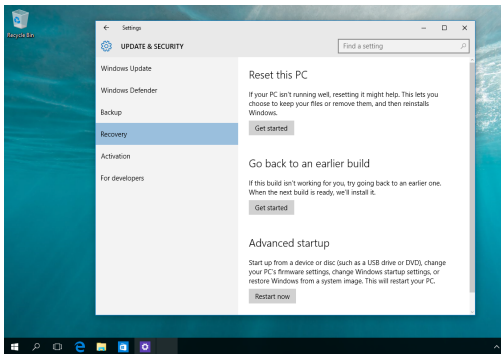 Recycle Bin
Settings
UPDATE & SECURITY
Find a setting
Windows Update
Windows Defender
Backup
Recovery
Activation
For developers
Reset this PC
If your PC isn't running well, resetting it might help. This lets you
choose to keep your files or remove them, and then reinstalls
Windows.
Get started
Go back to an earlier build
If this build isn't working for you, try going back to an earlier one.
When the next build is ready, we'll install it.
Get started
Advanced startup
Start up from a device or disc (such as a USB drive or DVD), change
your PC's firmware settings, change Windows startup settings, or
restore Windows from a system image. This will restart your PC.
Restart now